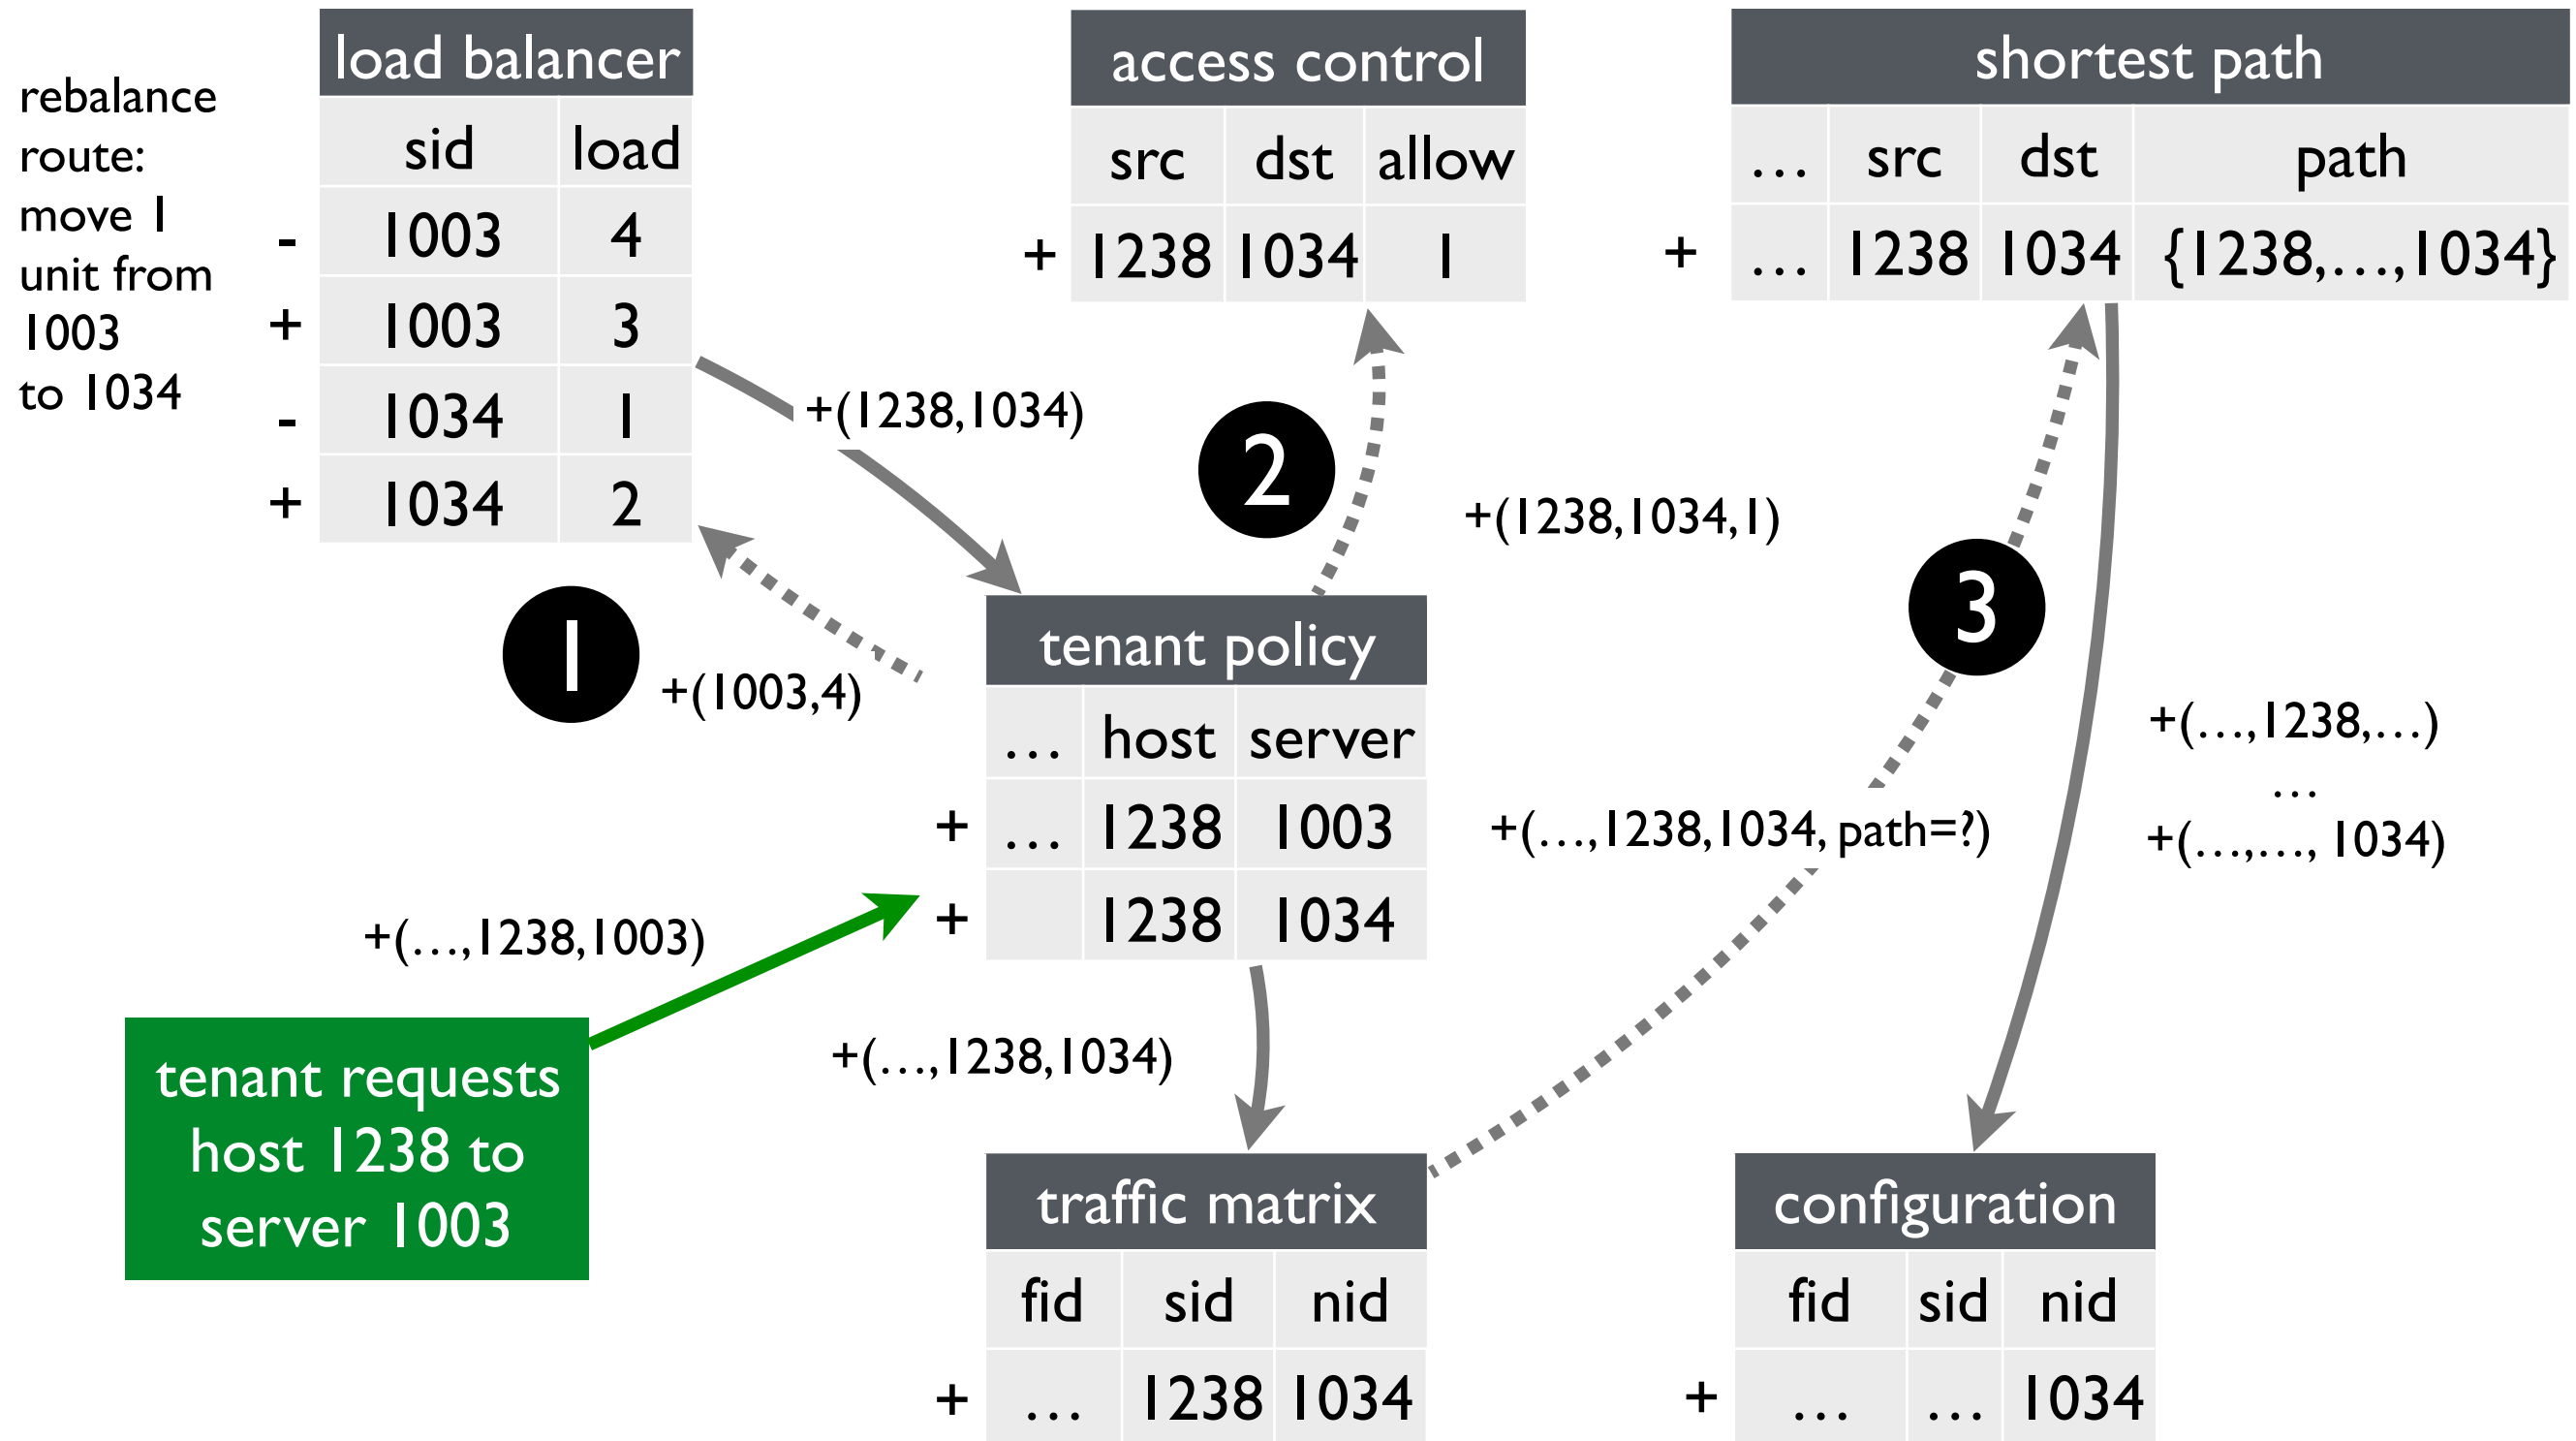 rebalance
route:
move 1
unit from
1003
to 1034
load balancer
sid load
- 1003 4
+ 1003 3
- 1034 1
+ 1034 2
access control
src dst allow
+ 1238 1034 1
shortest path
… src dst path
+ … 1238 1034 {1238,…,1034}
+(1238,1034)
2
+(1238,1034,1)
1
+(1003,4)
3
tenant policy
… host server
+ … 1238 1003
+ 1238 1034
+(…,1238,1034, path=?)
+(…,1238,…)
…
+(…,…, 1034)
+(…,1238,1003)
tenant requests
host 1238 to
server 1003
+(…,1238,1034)
traffic matrix
fid sid nid
+ … 1238 1034
configuration
fid sid nid
+ … … 1034